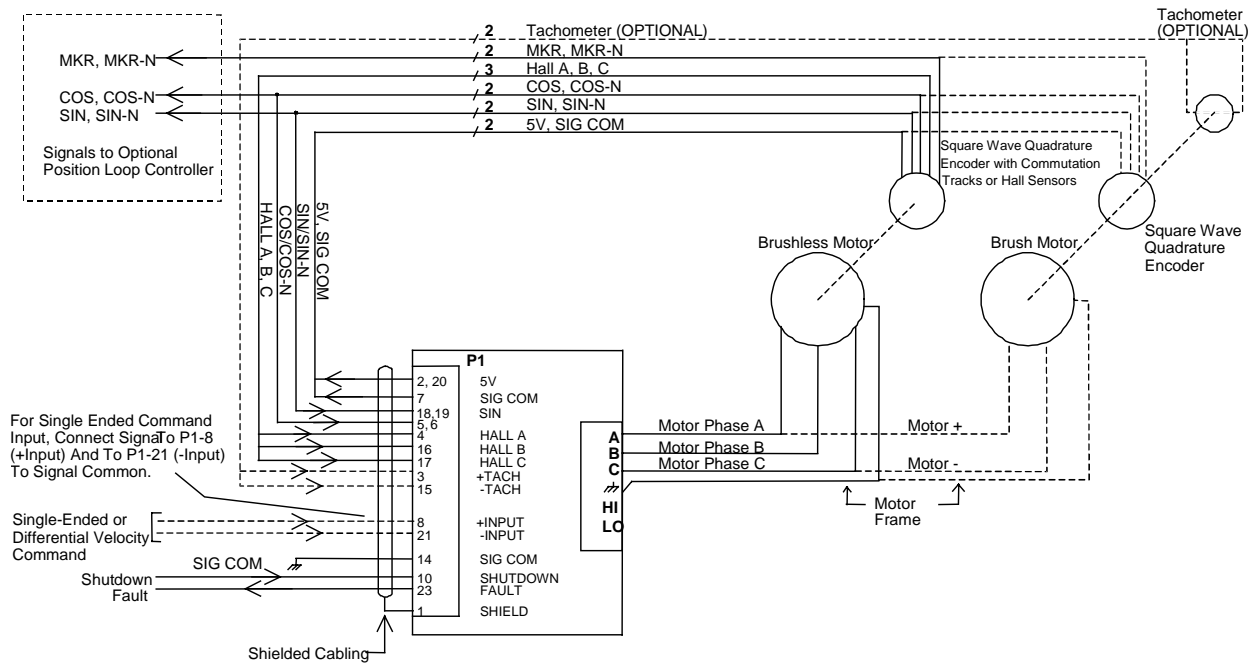 Tachometer
(OPTIONAL)
2 Tachometer (OPTIONAL)
2 MKR, MKR-N
3 Hall A, B, C
2 COS, COS-N
2 SIN, SIN-N
2 5V, SIG COM
MKR, MKR-N
COS, COS-N
SIN, SIN-N
Signals to Optional
Position Loop Controller
Square Wave Quadrature
Encoder with Commutation
Tracks or Hall Sensors
HALL A, B, C
COS/COS-N
SIN/SIN-N
5V, SIG COM
Brushless Motor
Brush Motor
Square Wave
Quadrature
Encoder
P1
2, 20 5V
7 SIG COM
18,19 SIN
5, 6
4 HALL A
16 HALL B
17 HALL C
3 +TACH
15 -TACH
8 +INPUT
21 -INPUT
14 SIG COM
10 SHUTDOWN
23 FAULT
1 SHIELD
A
B
C
HI
LO
Motor Phase A
Motor Phase B
Motor Phase C
Motor +
Motor -
Motor
Frame
For Single Ended Command
Input, Connect Signal To P1-8
(+Input) And To P1-21 (-Input)
To Signal Common.
Single-Ended or
Differential Velocity
Command
SIG COM
Shutdown
Fault
Shielded Cabling